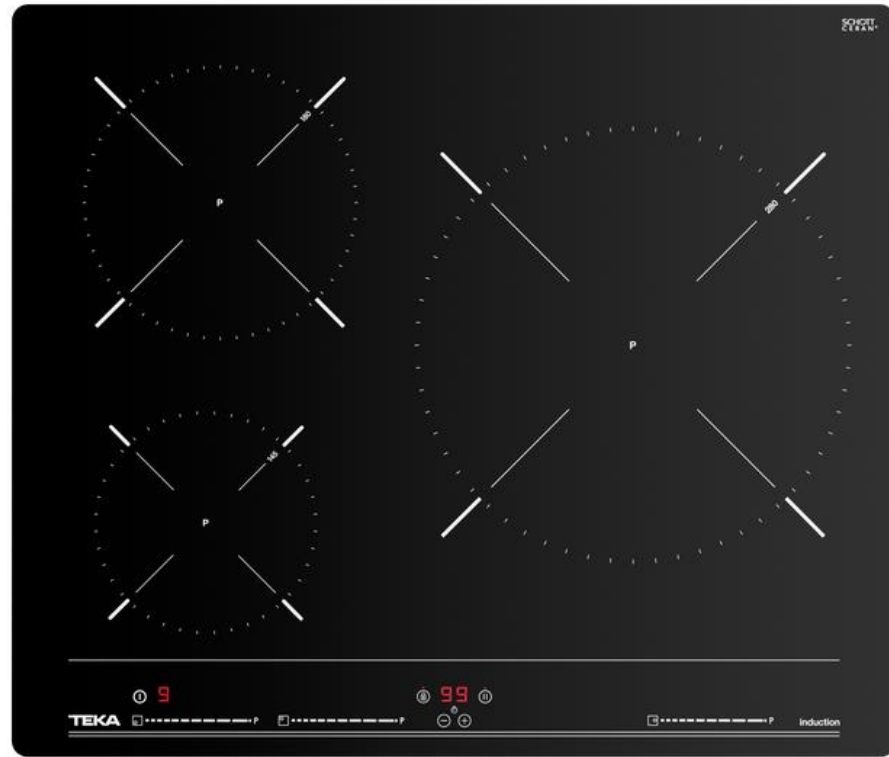 SCHOTT
CERAN®
180
P
280
P
145
P
9
99
TEKA
P
P
P
induction